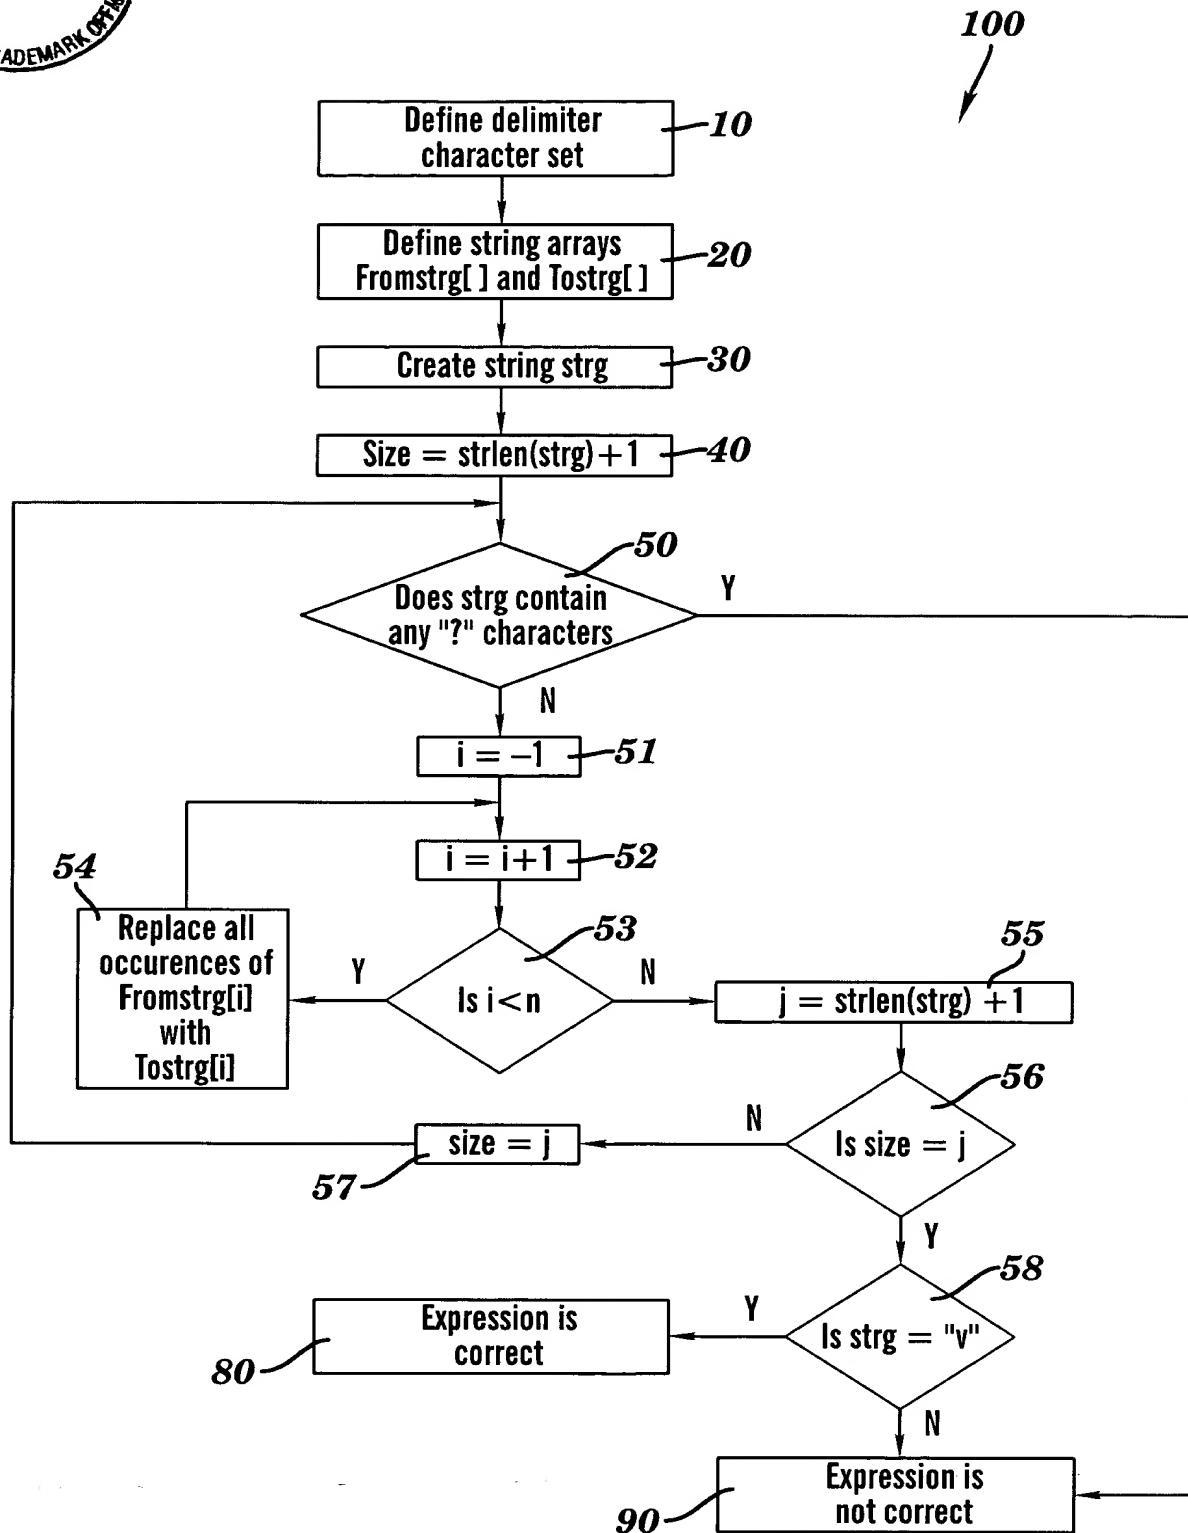 ADEMARK OFFI
100
Define delimiter
character set
10
Define string arrays
Fromstrg[ ] and Tostrg[ ]
20
Create string strg
30
Size = strlen(strg)+1
40
50
Does strg contain
any "?" characters
Y
N
i = -1
51
i = i+1
52
54
Replace all
occurences of
Fromstrg[i]
with
Tostrg[i]
Y
53
Is i<n
N
55
j = strlen(strg) +1
56
Is size = j
N
size = j
57
Y
58
Is strg = "v"
Y
Expression is
correct
80
N
Expression is
not correct
90